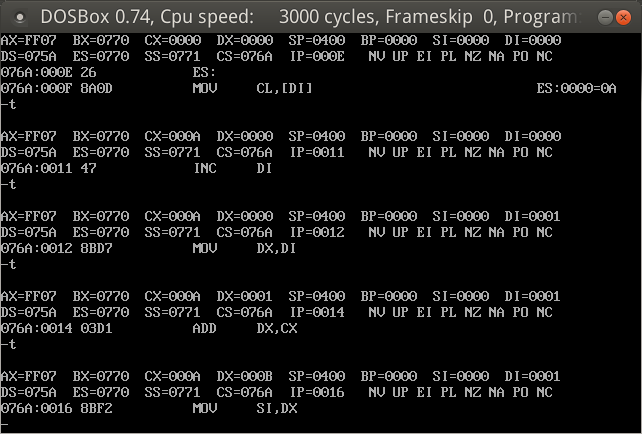 DOSBox 0.74, Cpu speed: 3000 cycles, Frameskip 0, Program
AX=FF07 BX=0770 CX=0000 DX=0000 SP=0400 BP=0000 SI=0000 DI=0000
DS=075A ES=0770 SS=0771 CS=076A IP=000E NV UP EI PL NZ NA PO NC
076A:000E 26 ES:
076A:000F 8A0D MOV CL,[DI] ES:0000=0A
-t
AX=FF07 BX=0770 CX=000A DX=0000 SP=0400 BP=0000 SI=0000 DI=0000
DS=075A ES=0770 SS=0771 CS=076A IP=0011 NV UP EI PL NZ NA PO NC
076A:0011 47 INC DI
-t
AX=FF07 BX=0770 CX=000A DX=0000 SP=0400 BP=0000 SI=0000 DI=0001
DS=075A ES=0770 SS=0771 CS=076A IP=0012 NV UP EI PL NZ NA PO NC
076A:0012 8BD7 MOV DX,DI
-t
AX=FF07 BX=0770 CX=000A DX=0001 SP=0400 BP=0000 SI=0000 DI=0001
DS=075A ES=0770 SS=0771 CS=076A IP=0014 NV UP EI PL NZ NA PO NC
076A:0014 03D1 ADD DX,CX
-t
AX=FF07 BX=0770 CX=000A DX=000B SP=0400 BP=0000 SI=0000 DI=0001
DS=075A ES=0770 SS=0771 CS=076A IP=0016 NV UP EI PL NZ NA PO NC
076A:0016 8BF2 MOV SI,DX
-